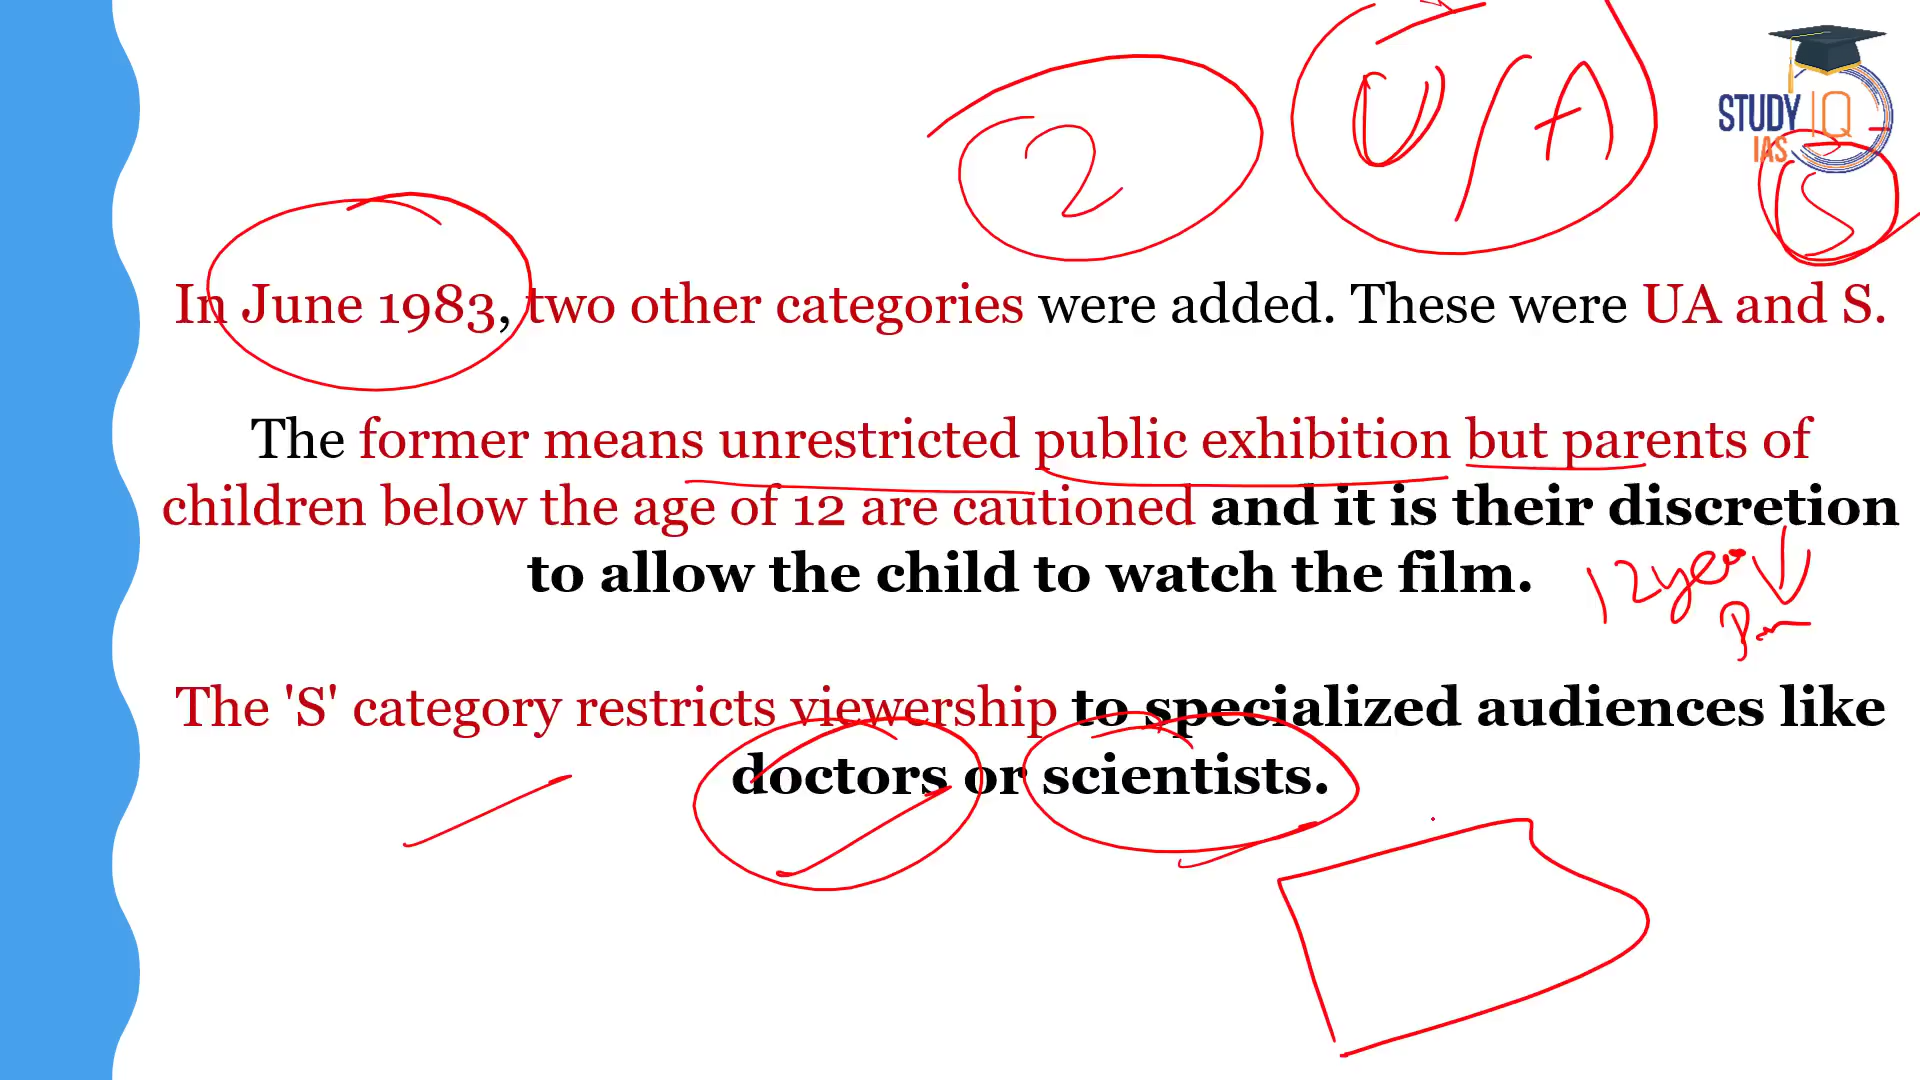 2
U/A
STUDY IQ
IAS
S
In June 1983, two other categories were added. These were UA and S.
The former means unrestricted public exhibition but parents of
children below the age of 12 are cautioned and it is their discretion
to allow the child to watch the film.
12 year
The 'S' category restricts viewership to specialized audiences like
doctors or scientists.